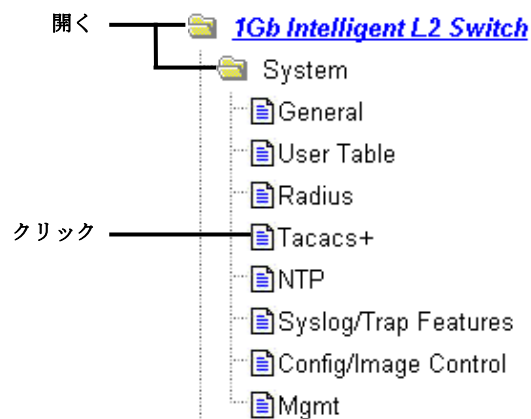 開く
1Gb Intelligent L2 Switch
System
General
User Table
Radius
クリック
Tacacs+
NTP
Syslog/Trap Features
Config/Image Control
Mgmt